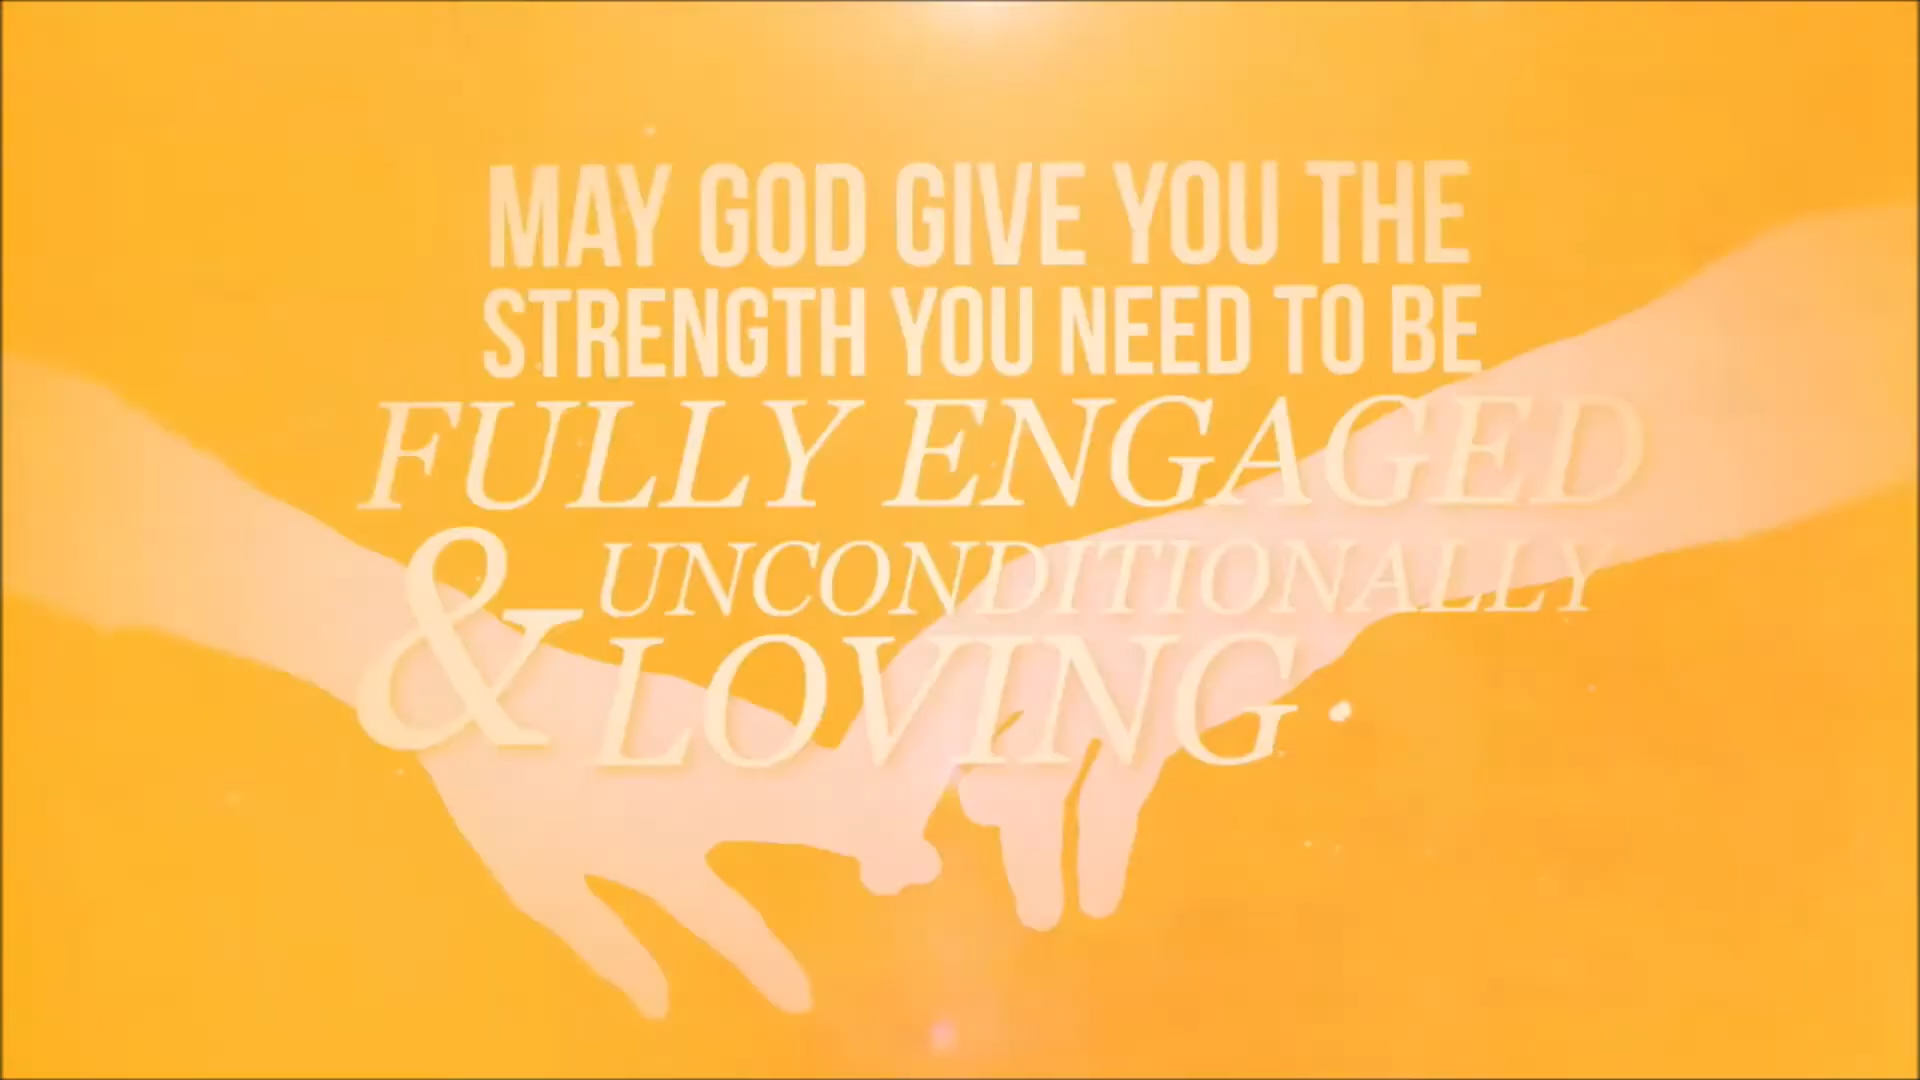 MAY GOD GIVE YOU THE
STRENGTH YOU NEED TO BE
FULLY ENGAGED
& UNCONDITIONALLY
LOVING